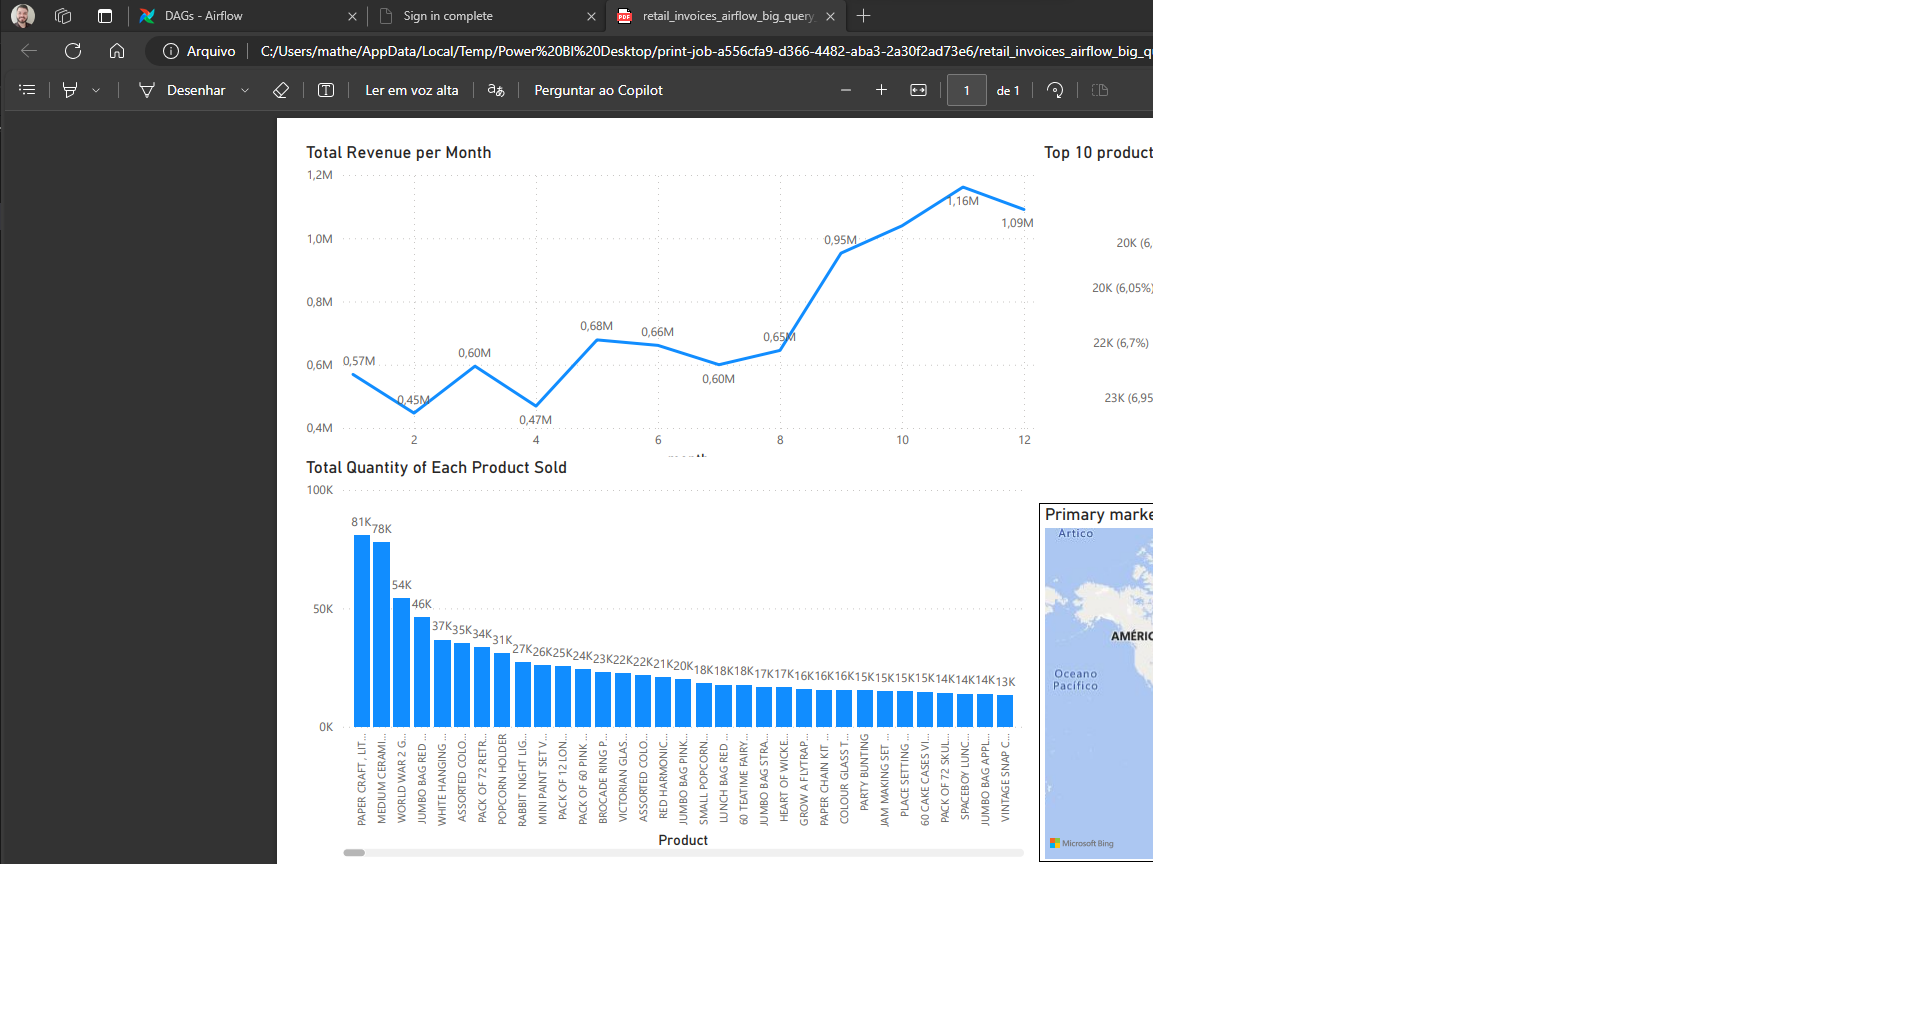 DAGs - Airflow
Sign in complete
retail_invoices_airflow_big_query
Arquivo
C:/Users/mathe/AppData/Local/Temp/Power%20BI%20Desktop/print-job-a556cfa9-d366-4482-aba3-2a30f2ad73e6/retail_invoices_airflow_big_q
Desenhar
Ler em voz alta
aあ
Perguntar ao Copilot
1 de 1
Total Revenue per Month
1,2M
1,0M
0,8M
0,6M
0,4M
0,57M
0,45M
0,60M
0,47M
0,68M
0,66M
0,60M
0,65M
0,95M
1,16M
1,09M
2 4 6 8 10 12
month
Top 10 product
20K (6,
20K (6,05%)
22K (6,7%)
23K (6,95
Total Quantity of Each Product Sold
100K
50K
0K
81K 78K 54K 46K 37K 35K 34K 31K 27K 26K 25K 24K 23K 22K 22K 21K 20K 18K 18K 18K 17K 17K 16K 16K 16K 15K 15K 15K 15K 14K 14K 14K 13K
PAPER CRAFT , LIT...
MEDIUM CERAMI...
WORLD WAR 2 G...
JUMBO BAG RED ...
WHITE HANGING ...
ASSORTED COLO...
PACK OF 72 RETR...
POPCORN HOLDER
RABBIT NIGHT LIG...
MINI PAINT SET V...
PACK OF 12 LON...
PACK OF 60 PINK ...
BROCADE RING P...
VICTORIAN GLAS...
ASSORTED COLO...
RED HARMONIC...
JUMBO BAG PINK...
SMALL POPCORN...
LUNCH BAG RED ...
60 TEATIME FAIRY...
JUMBO BAG STRA...
HEART OF WICKE...
GROW A FLYTRAP...
PAPER CHAIN KIT ...
COLOUR GLASS T...
PARTY BUNTING
JAM MAKING SET ...
PLACE SETTING ...
60 CAKE CASES VI...
PACK OF 72 SKUL...
SPACEBOY LUNC...
JUMBO BAG APPL...
VINTAGE SNAP C...
Product
Primary marke
Ártico
AMÉRIC
Oceano
Pacífico
Microsoft Bing